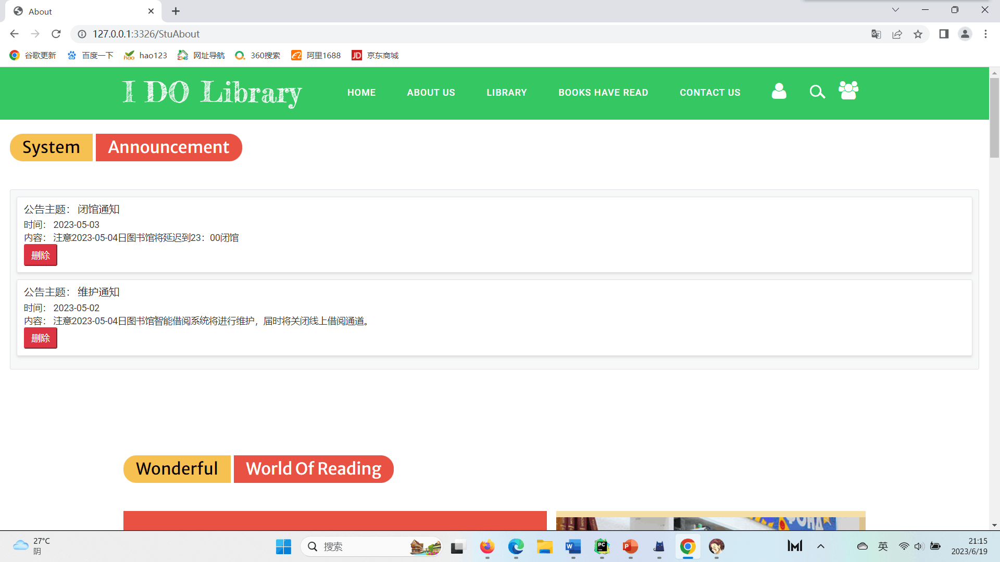 About
127.0.0.1:3326/StuAbout
谷歌更新 百度一下 hao123 网址导航 360搜索 阿里1688 京东商城
I DO Library HOME ABOUT US LIBRARY BOOKS HAVE READ CONTACT US
System Announcement
公告主题： 闭馆通知
时间： 2023-05-03
内容： 注意2023-05-04日图书馆将延迟到23：00闭馆
删除
公告主题： 维护通知
时间： 2023-05-02
内容： 注意2023-05-04日图书馆智能借阅系统将进行维护，届时将关闭线上借阅通道。
删除
Wonderful World Of Reading
27°C
阴
搜索
英
21:15
2023/6/19